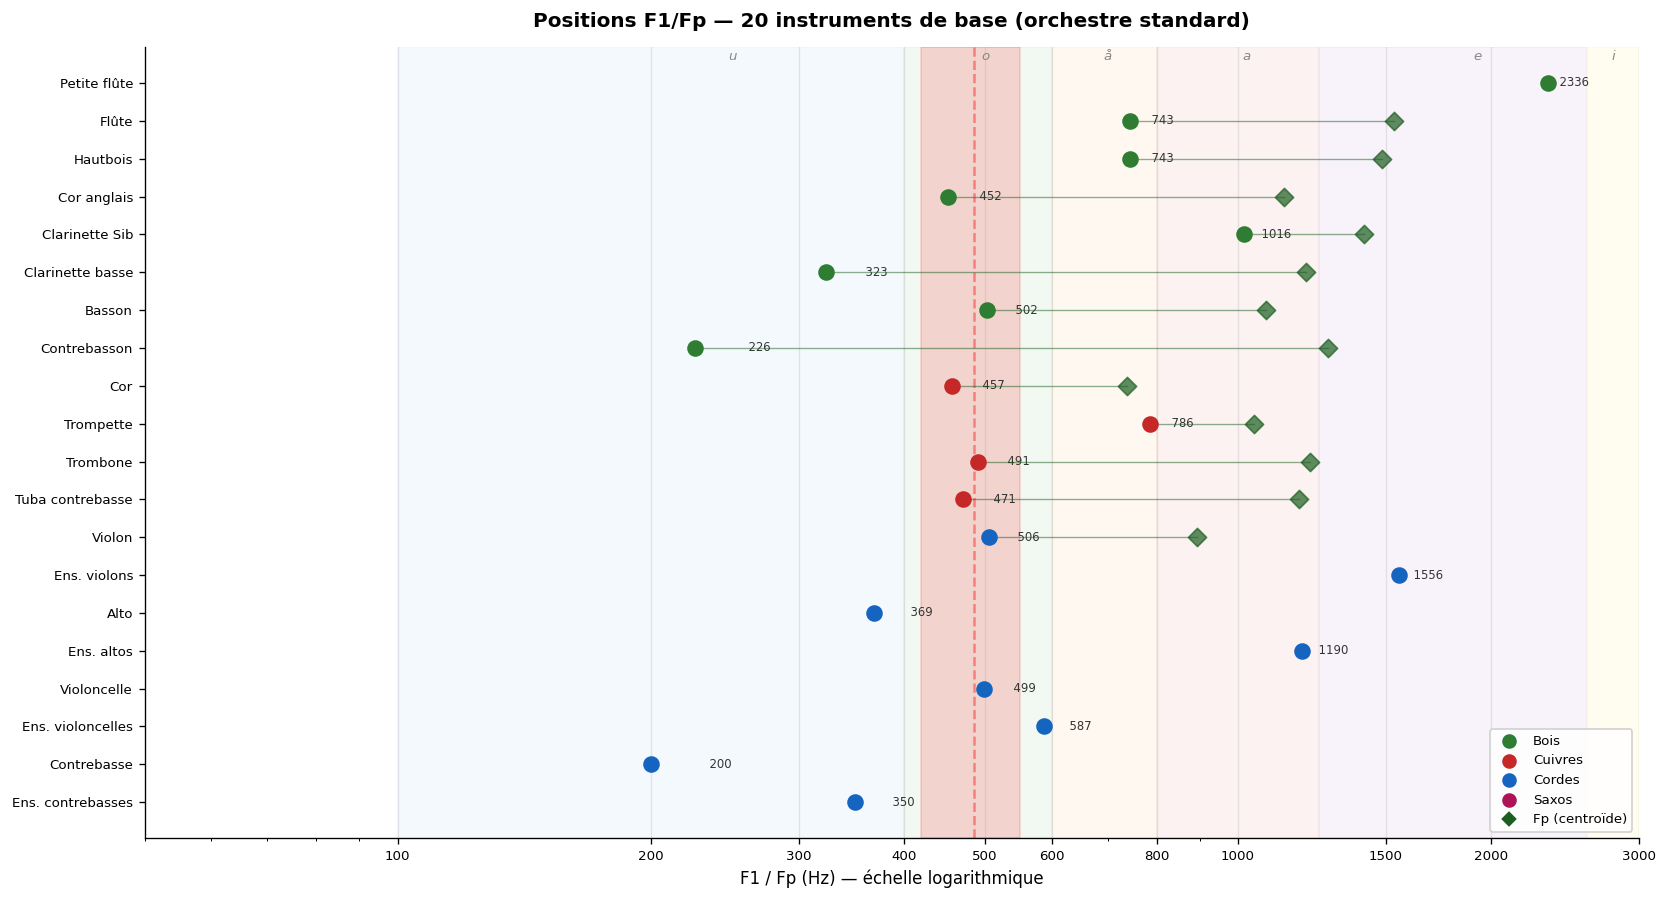 Positions F1/Fp — 20 instruments de base (orchestre standard)
u o å a e i
Petite flûte 2336
Flûte 743
Hautbois 743
Cor anglais 452
Clarinette Sib 1016
Clarinette basse 323
Basson 502
Contrebasson 226
Cor 457
Trompette 786
Trombone 491
Tuba contrebasse 471
Violon 506
Ens. violons 1556
Alto 369
Ens. altos 1190
Violoncelle 499
Ens. violoncelles 587
Contrebasse 200
Ens. contrebasses 350
Bois
Cuivres
Cordes
Saxos
Fp (centroïde)
100 200 300 400 500 600 800 1000 1500 2000 3000
F1 / Fp (Hz) — échelle logarithmique